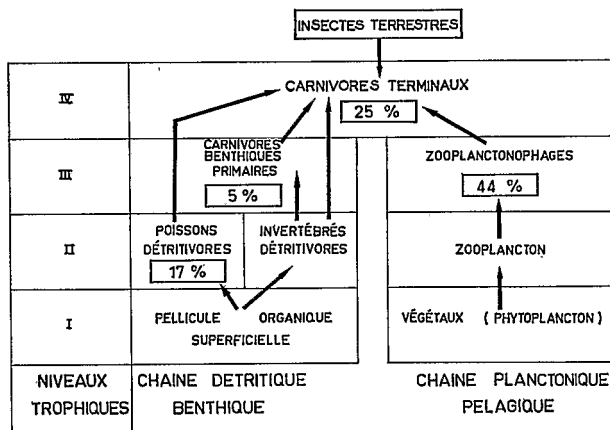 INSECTES TERRESTRES
IV
CARNIVORES TERMINAUX
25 %
III
CARNIVORES
BENTHIQUES
PRIMAIRES
5 %
ZOOPLANCTONOPHAGES
44 %
II
POISSONS
DÉTRITIVORES
17 %
INVERTÉBRÉS
DÉTRITIVORES
ZOOPLANCTON
I
PELLICULE ORGANIQUE
SUPERFICIELLE
VÉGÉTAUX (PHYTOPLANCTON)
NIVEAUX
TROPHIQUES
CHAINE DETRITIQUE
BENTHIQUE
CHAINE PLANCTONIQUE
PELAGIQUE